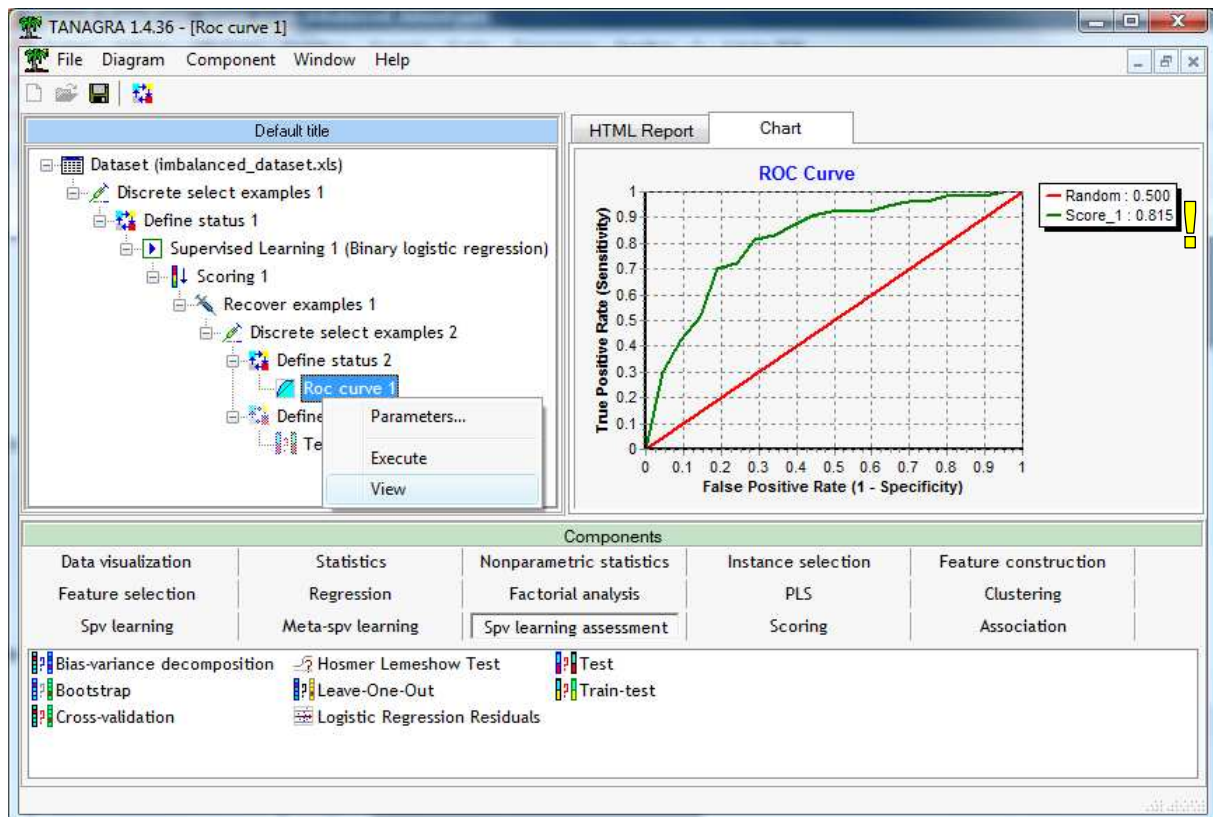 TANAGRA 1.4.36 - [Roc curve 1]
File Diagram Component Window Help
Default title
Dataset (imbalanced_dataset.xls)
Discrete select examples 1
Define status 1
Supervised Learning 1 (Binary logistic regression)
Scoring 1
Recover examples 1
Discrete select examples 2
Define status 2
Roc curve 1
Define
Te
Parameters...
Execute
View
HTML Report Chart
ROC Curve
True Positive Rate (Sensitivity)
1
0.9
0.8
0.7
0.6
0.5
0.4
0.3
0.2
0.1
0
0 0.1 0.2 0.3 0.4 0.5 0.6 0.7 0.8 0.9 1
False Positive Rate (1 - Specificity)
Random : 0.500
Score_1 : 0.815
!
Components
Data visualization Statistics Nonparametric statistics Instance selection Feature construction
Feature selection Regression Factorial analysis PLS Clustering
Spv learning Meta-spv learning Spv learning assessment Scoring Association
Bias-variance decomposition Hosmer Lemeshow Test Test
Bootstrap Leave-One-Out Train-test
Cross-validation Logistic Regression Residuals